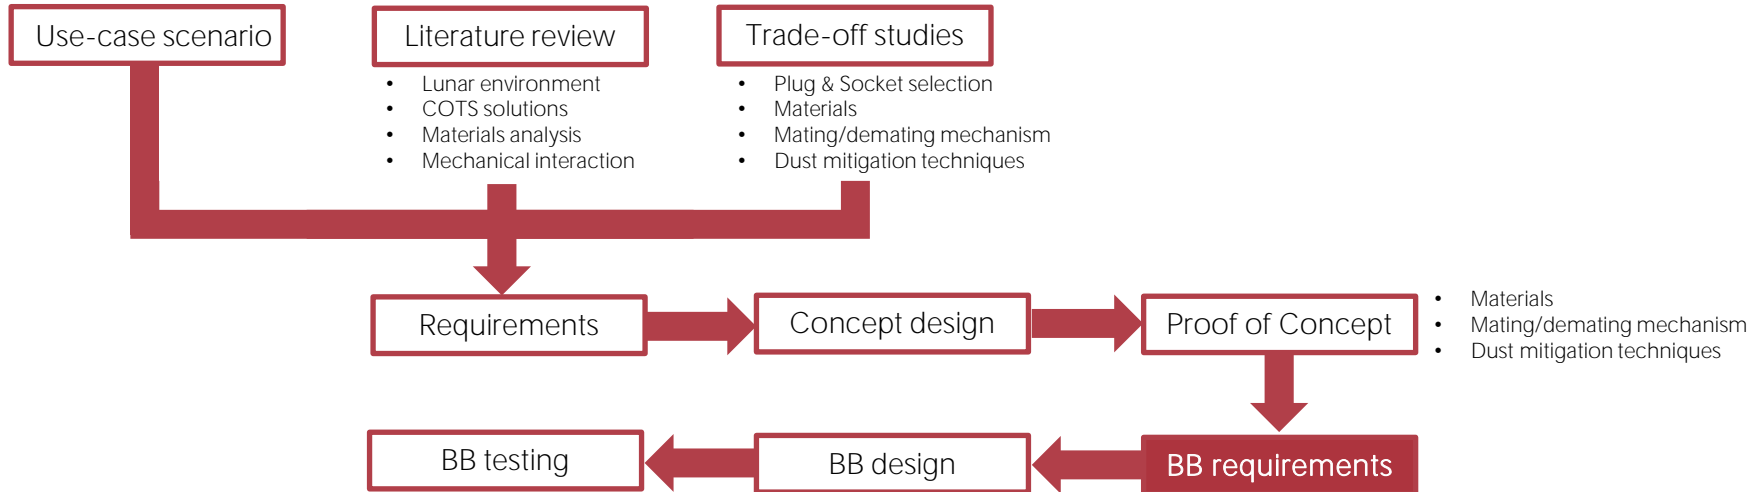 Use-case scenario
Literature review
• Lunar environment
• COTS solutions
• Materials analysis
• Mechanical interaction
Trade-off studies
• Plug & Socket selection
• Materials
• Mating/demating mechanism
• Dust mitigation techniques
Requirements
Concept design
Proof of Concept
• Materials
• Mating/demating mechanism
• Dust mitigation techniques
BB requirements
BB design
BB testing